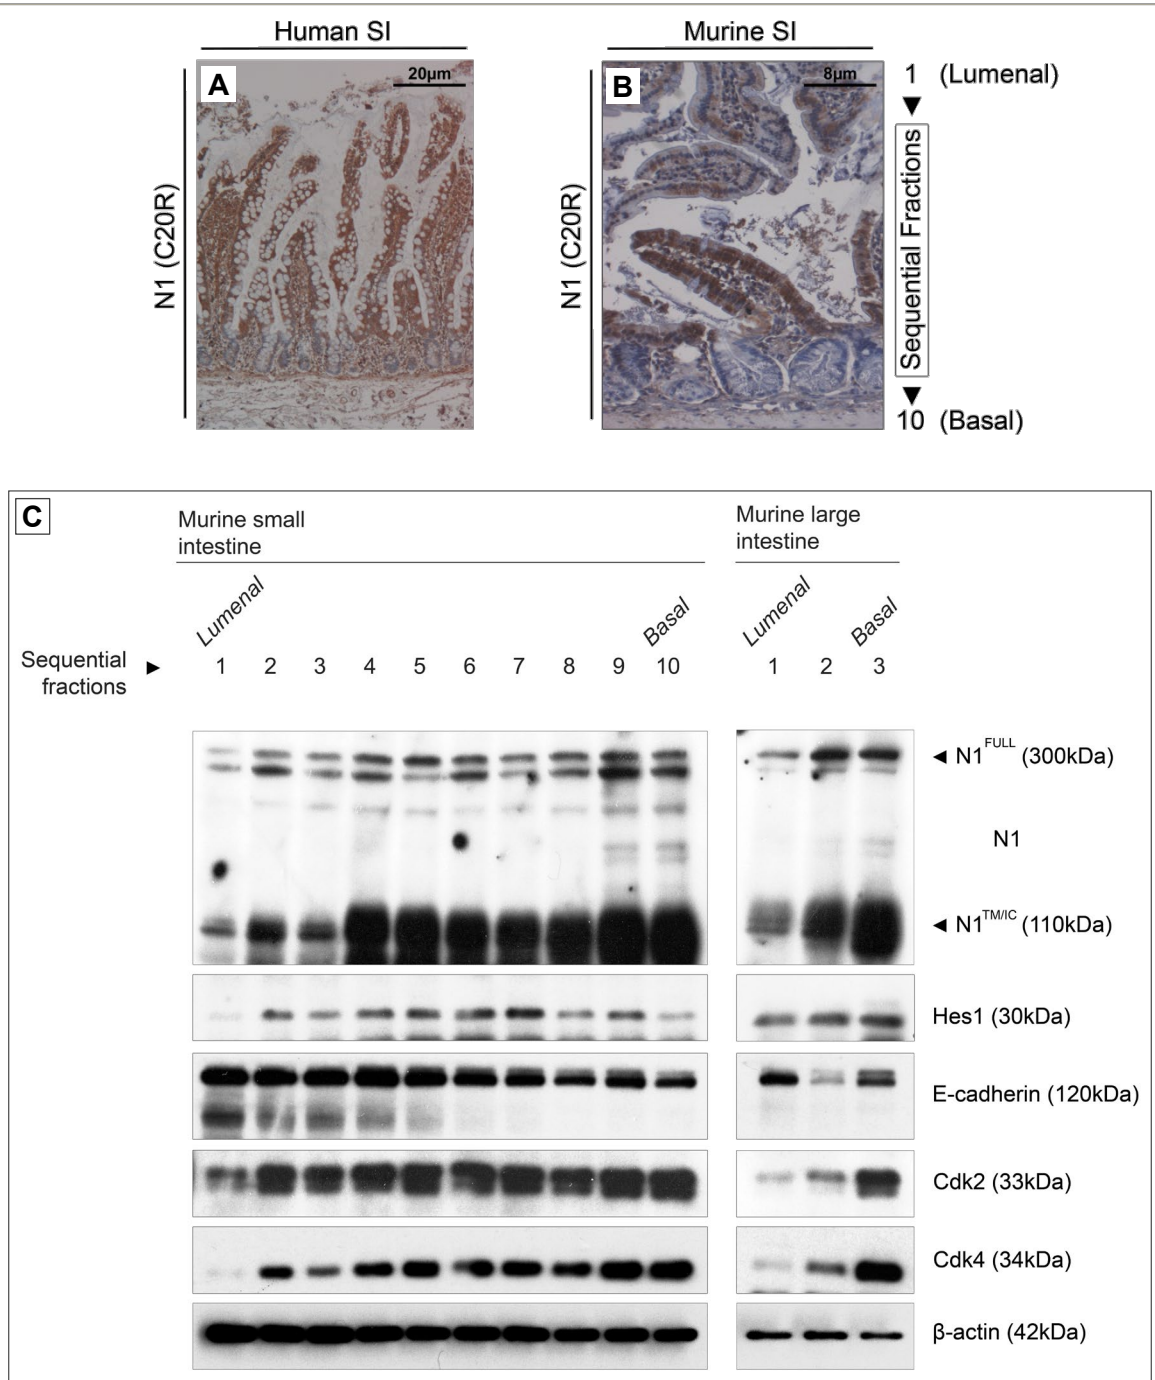 Human SI
Murine SI
A
20µm
B
8µm
N1 (C20R)
N1 (C20R)
1 (Lumenal)
▼
Sequential Fractions
▼
10 (Basal)
C
Murine small
intestine
Murine large
intestine
Lumenal
Basal
Lumenal
Basal
Sequential
fractions
►
1 2 3 4 5 6 7 8 9 10
1 2 3
◄ N1FULL (300kDa)
N1
◄ N1TM/IC (110kDa)
Hes1 (30kDa)
E-cadherin (120kDa)
Cdk2 (33kDa)
Cdk4 (34kDa)
β-actin (42kDa)